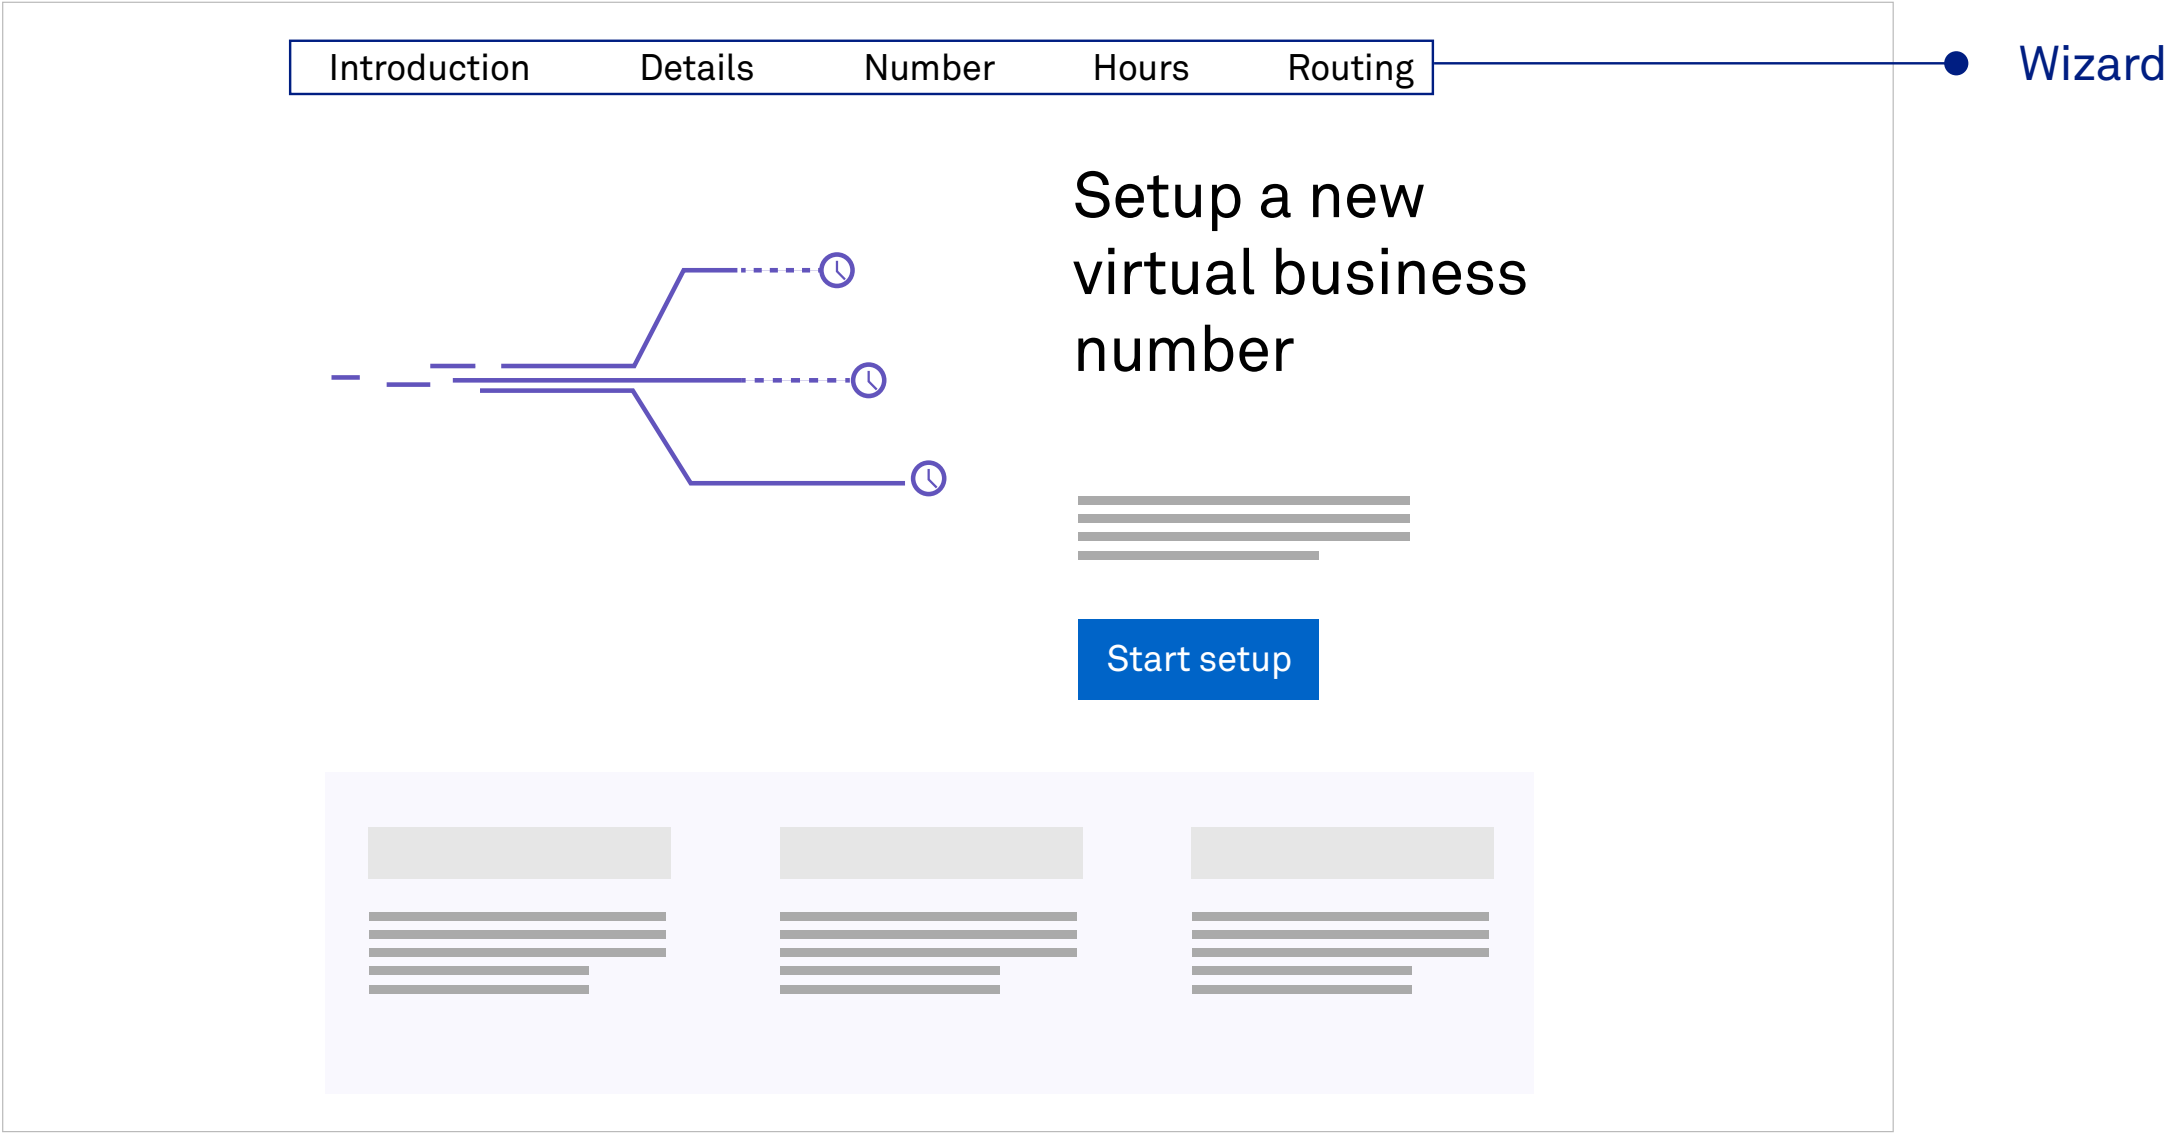 Introduction Details Number Hours Routing
Wizard
Setup a new
virtual business
number
Start setup